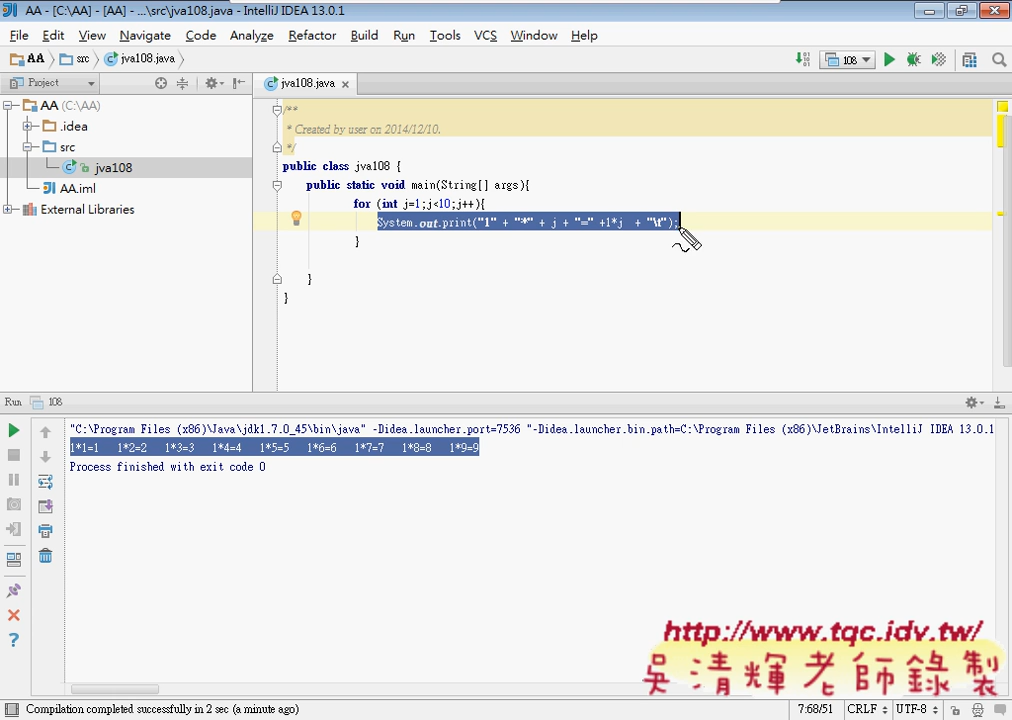 AA - [C:\AA] - [AA] - ...\src\jva108.java - IntelliJ IDEA 13.0.1
File Edit View Navigate Code Analyze Refactor Build Run Tools VCS Window Help
AA src jva108.java 108
Project jva108.java
AA (C:\AA)
.idea
src
jva108
AA.iml
External Libraries
/**
* Created by user on 2014/12/10.
*/
public class jva108 {
public static void main(String[] args){
for (int j=1;j<10;j++){
System.out.print("1" + "*" + j + "=" +1*j + "\t");
}
}
}
Run 108
"C:\Program Files (x86)\Java\jdk1.7.0_45\bin\java" -Didea.launcher.port=7536 "-Didea.launcher.bin.path=C:\Program Files (x86)\JetBrains\IntelliJ IDEA 13.0.1
1*1=1 1*2=2 1*3=3 1*4=4 1*5=5 1*6=6 1*7=7 1*8=8 1*9=9
Process finished with exit code 0
http://www.tqc.idv.tw/
吳清輝老師錄製
Compilation completed successfully in 2 sec (a minute ago) 7:68/51 CRLF UTF-8